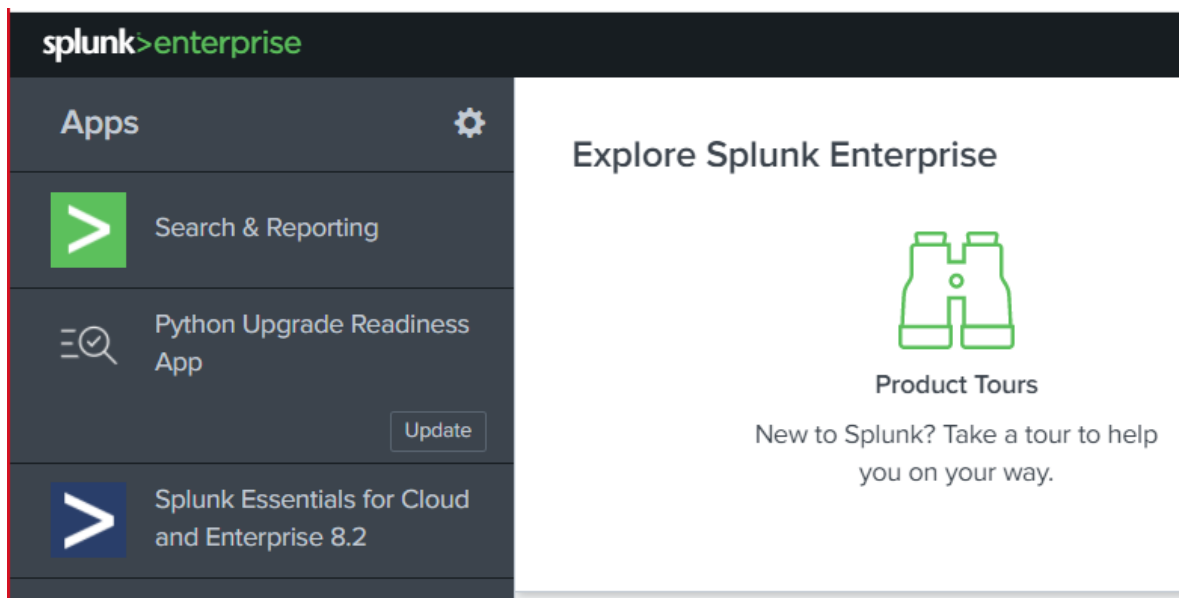 splunk>enterprise
Apps
Search & Reporting
Python Upgrade Readiness
App
Update
Splunk Essentials for Cloud
and Enterprise 8.2
Explore Splunk Enterprise
Product Tours
New to Splunk? Take a tour to help
you on your way.